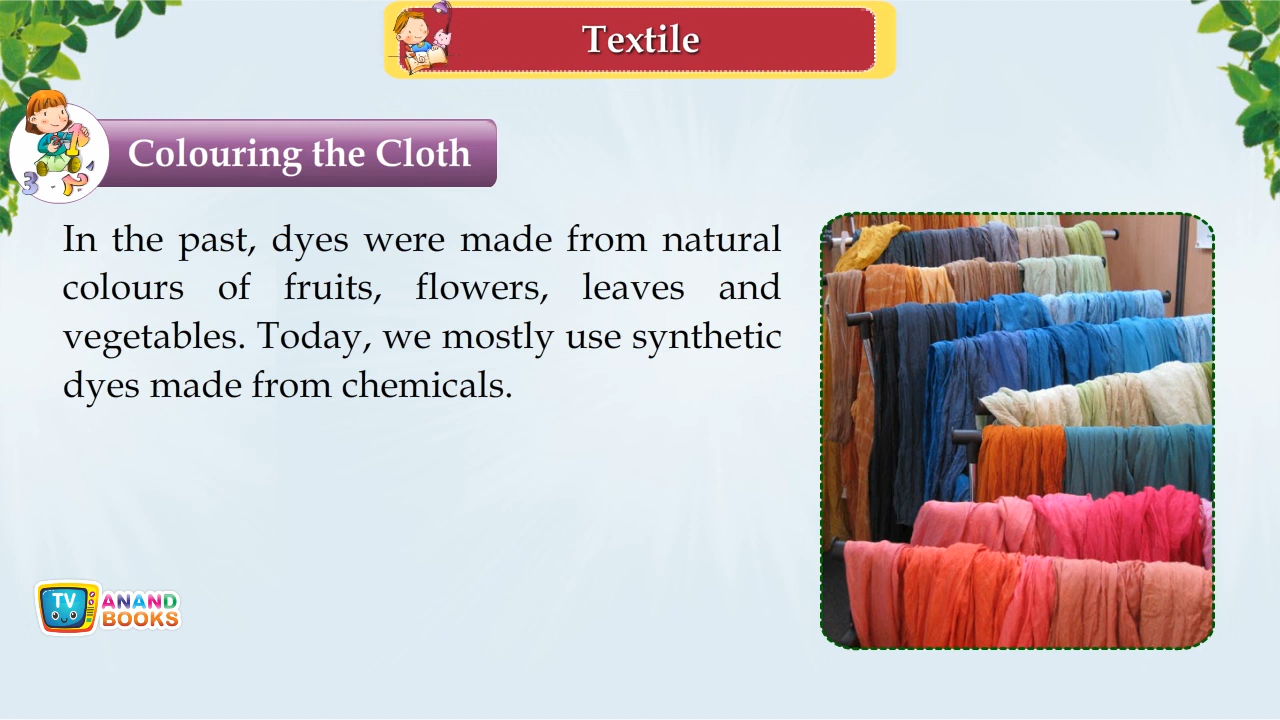 Textile
Colouring the Cloth
In the past, dyes were made from natural
colours of fruits, flowers, leaves and
vegetables. Today, we mostly use synthetic
dyes made from chemicals.
TV ANAND
BOOKS